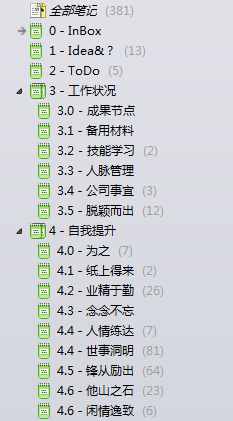 全部笔记 (381)
0 - InBox
1 - Idea& ? (13)
2 - ToDo (5)
3 - 工作状况
3.0 - 成果节点
3.1 - 备用材料
3.2 - 技能学习 (2)
3.3 - 人脉管理
3.4 - 公司事宜 (3)
3.5 - 脱颖而出 (12)
4 - 自我提升
4.0 - 为之 (7)
4.1 - 纸上得来 (2)
4.2 - 业精于勤 (26)
4.3 - 念念不忘
4.4 - 人情练达 (7)
4.4 - 世事洞明 (81)
4.5 - 锋从励出 (64)
4.6 - 他山之石 (23)
4.6 - 闲情逸致 (6)